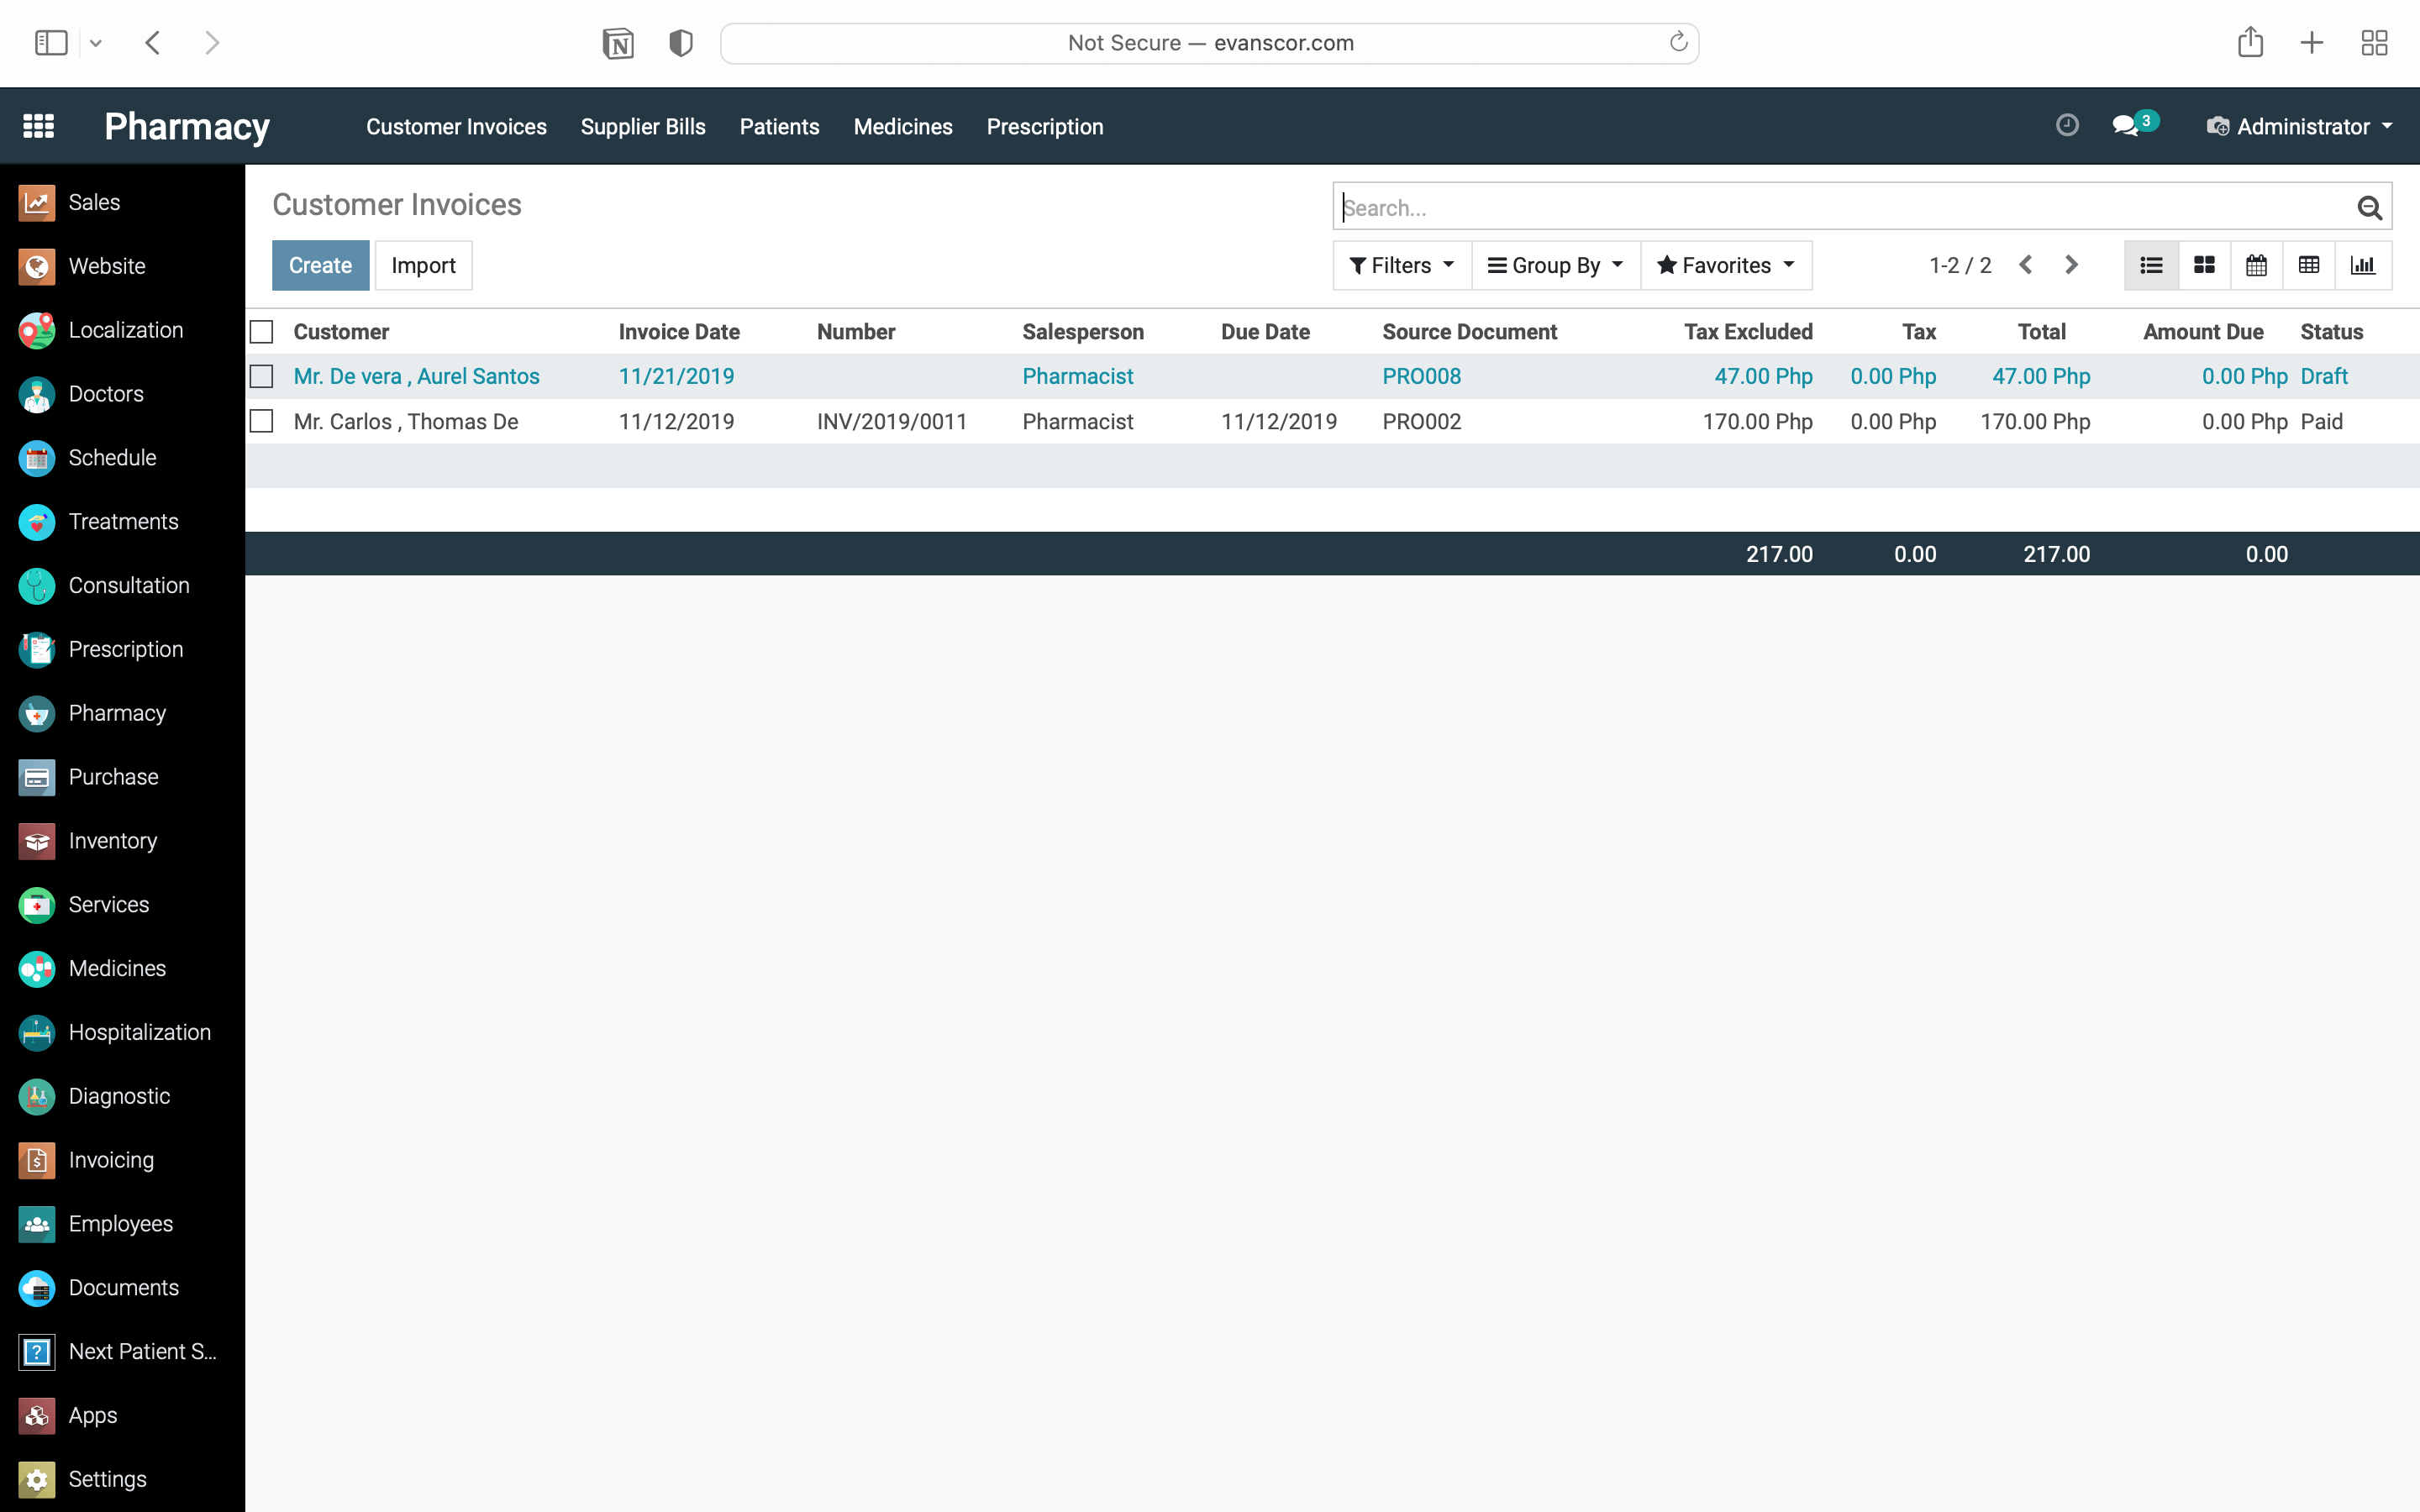 Not Secure — evanscor.com
Pharmacy Customer Invoices Supplier Bills Patients Medicines Prescription 3 Administrator
Sales
Website
Localization
Doctors
Schedule
Treatments
Consultation
Prescription
Pharmacy
Purchase
Inventory
Services
Medicines
Hospitalization
Diagnostic
Invoicing
Employees
Documents
Next Patient S...
Apps
Settings
Customer Invoices
Search...
Create Import Filters Group By Favorites 1-2 / 2
Customer Invoice Date Number Salesperson Due Date Source Document Tax Excluded Tax Total Amount Due Status
Mr. De vera , Aurel Santos 11/21/2019 Pharmacist PRO008 47.00 Php 0.00 Php 47.00 Php 0.00 Php Draft
Mr. Carlos , Thomas De 11/12/2019 INV/2019/0011 Pharmacist 11/12/2019 PRO002 170.00 Php 0.00 Php 170.00 Php 0.00 Php Paid
217.00 0.00 217.00 0.00